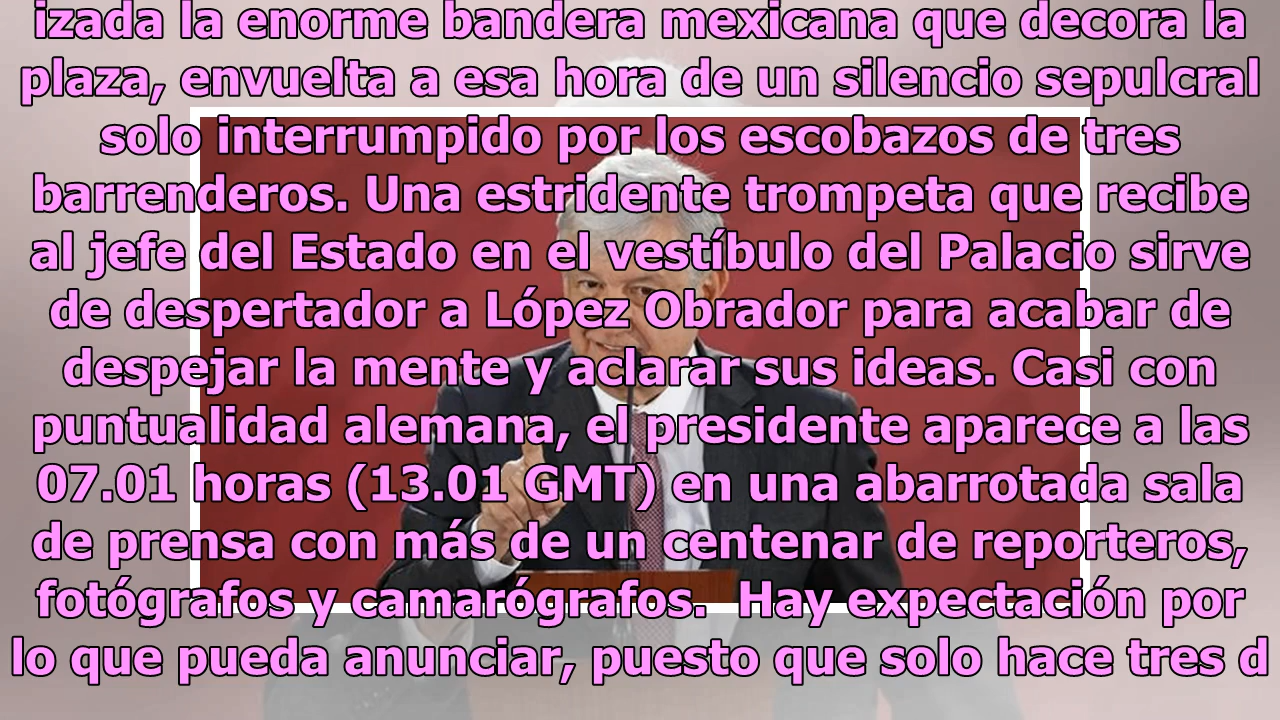 izada la enorme bandera mexicana que decora la
plaza, envuelta a esa hora de un silencio sepulcral
solo interrumpido por los escobazos de tres
barrenderos. Una estridente trompeta que recibe
al jefe del Estado en el vestíbulo del Palacio sirve
de despertador a López Obrador para acabar de
despejar la mente y aclarar sus ideas. Casi con
puntualidad alemana, el presidente aparece a las
07.01 horas (13.01 GMT) en una abarrotada sala
de prensa con más de un centenar de reporteros,
fotógrafos y camarógrafos.  Hay expectación por
lo que pueda anunciar, puesto que solo hace tres d